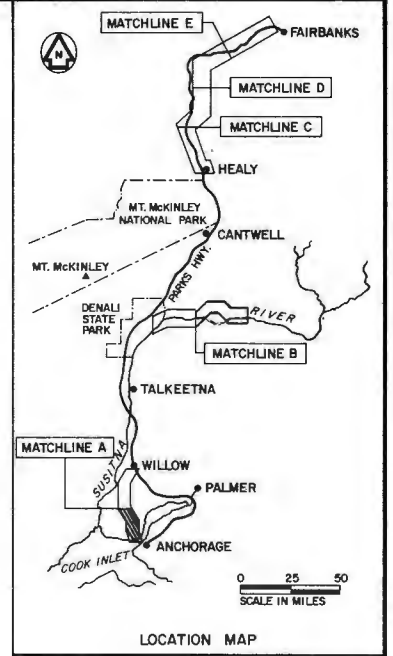 MATCHLINE E
FAIRBANKS
N
MATCHLINE D
MATCHLINE C
HEALY
MT. McKINLEY
NATIONAL PARK
CANTWELL
MT. McKINLEY
PARKS HWY.
DENALI
STATE
PARK
RIVER
MATCHLINE B
TALKEETNA
MATCHLINE A
WILLOW
SUSITNA
PALMER
ANCHORAGE
COOK INLET
0 25 50
SCALE IN MILES
LOCATION MAP